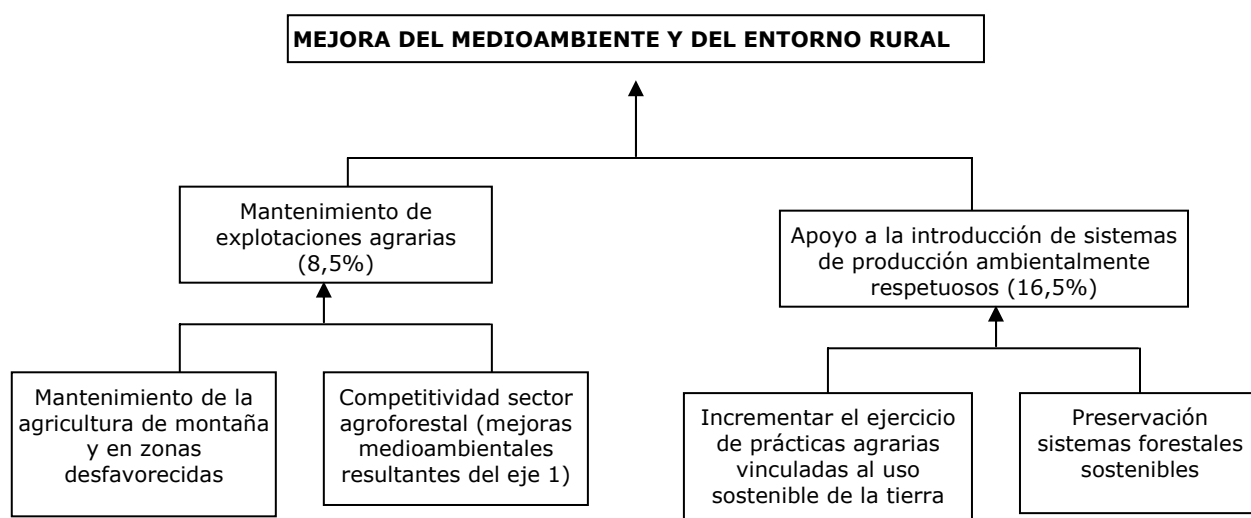 MEJORA DEL MEDIOAMBIENTE Y DEL ENTORNO RURAL
Mantenimiento de
explotaciones agrarias
(8,5%)
Apoyo a la introducción de sistemas
de producción ambientalmente
respetuosos (16,5%)
Mantenimiento de la
agricultura de montaña
y en zonas
desfavorecidas
Competitividad sector
agroforestal (mejoras
medioambientales
resultantes del eje 1)
Incrementar el ejercicio
de prácticas agrarias
vinculadas al uso
sostenible de la tierra
Preservación
sistemas forestales
sostenibles